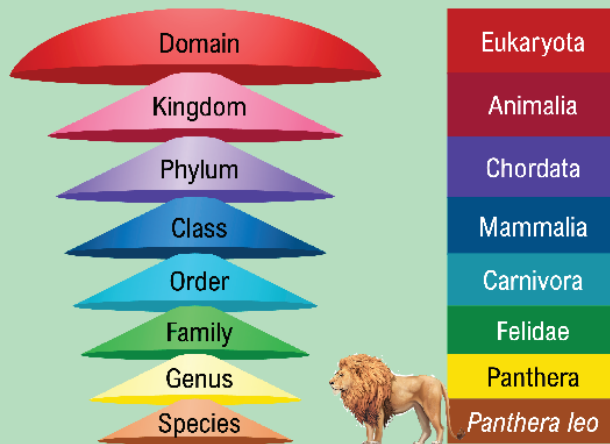 Domain
Eukaryota
Kingdom
Animalia
Phylum
Chordata
Class
Mammalia
Order
Carnivora
Family
Felidae
Genus
Panthera
Species
Panthera leo